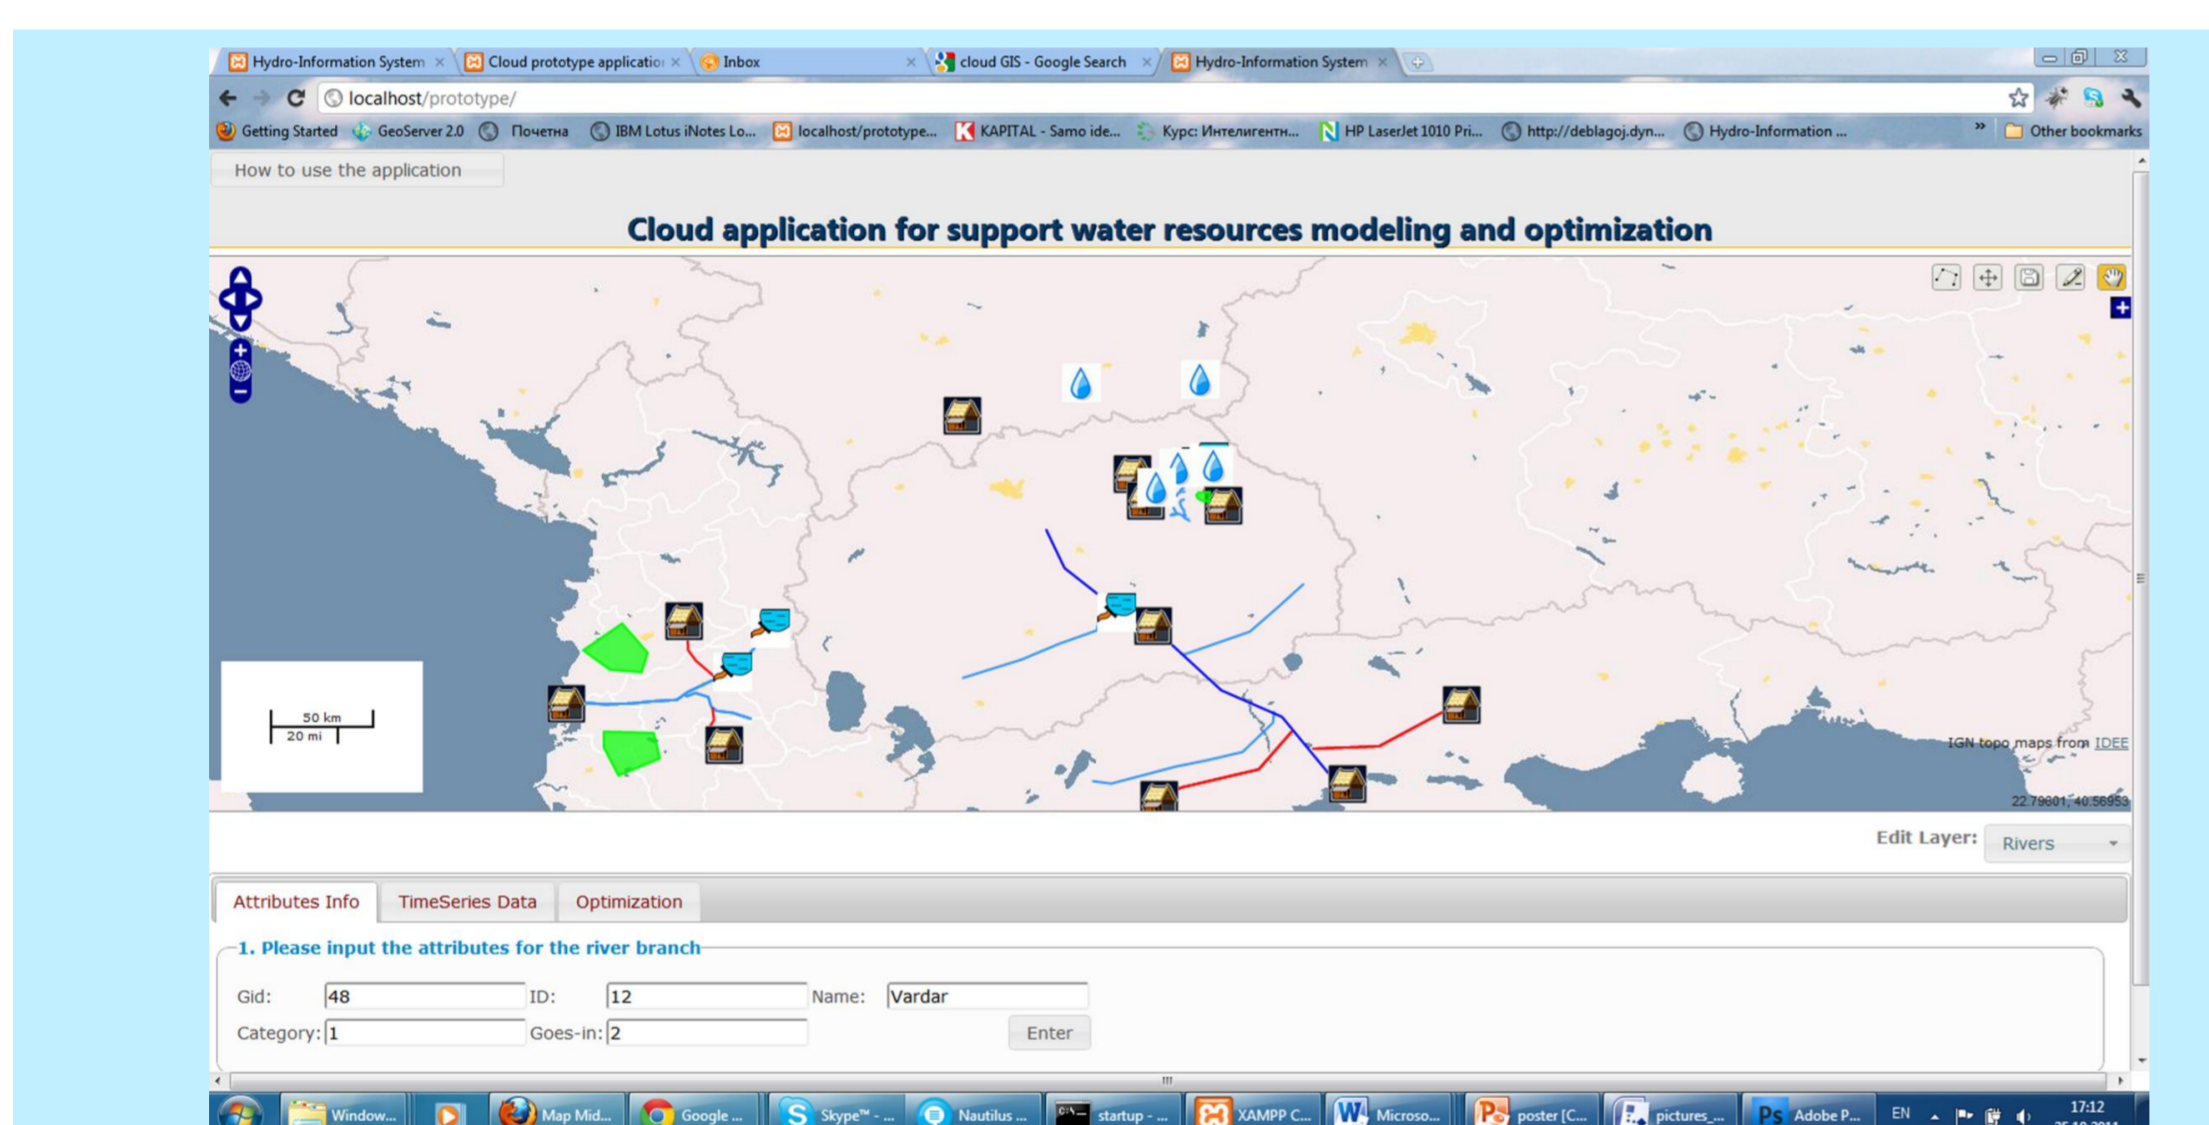 Hydro-Information System
Cloud prototype applicatio
Inbox
cloud GIS - Google Search
Hydro-Information System
localhost/prototype/
Getting Started
GeoServer 2.0
Почетна
IBM Lotus iNotes Lo...
localhost/prototype...
KAPITAL - Samo ide...
Курс: Интелигентн...
HP LaserJet 1010 Pri...
http://deblagoj.dyn...
Hydro-Information ...
Other bookmarks
How to use the application
Cloud application for support water resources modeling and optimization
50 km
20 mi
IGN topo maps from IDEE
22.79601, 40.56953
Edit Layer: Rivers
Attributes Info
TimeSeries Data
Optimization
1. Please input the attributes for the river branch
Gid: 48 ID: 12 Name: Vardar
Category: 1 Goes-in: 2 Enter
Window...
Map Mid...
Google ...
Skype™ - ...
Nautilus ...
startup - ...
XAMPP C...
Microso...
poster [C...
pictures_...
Adobe P...
EN
17:12